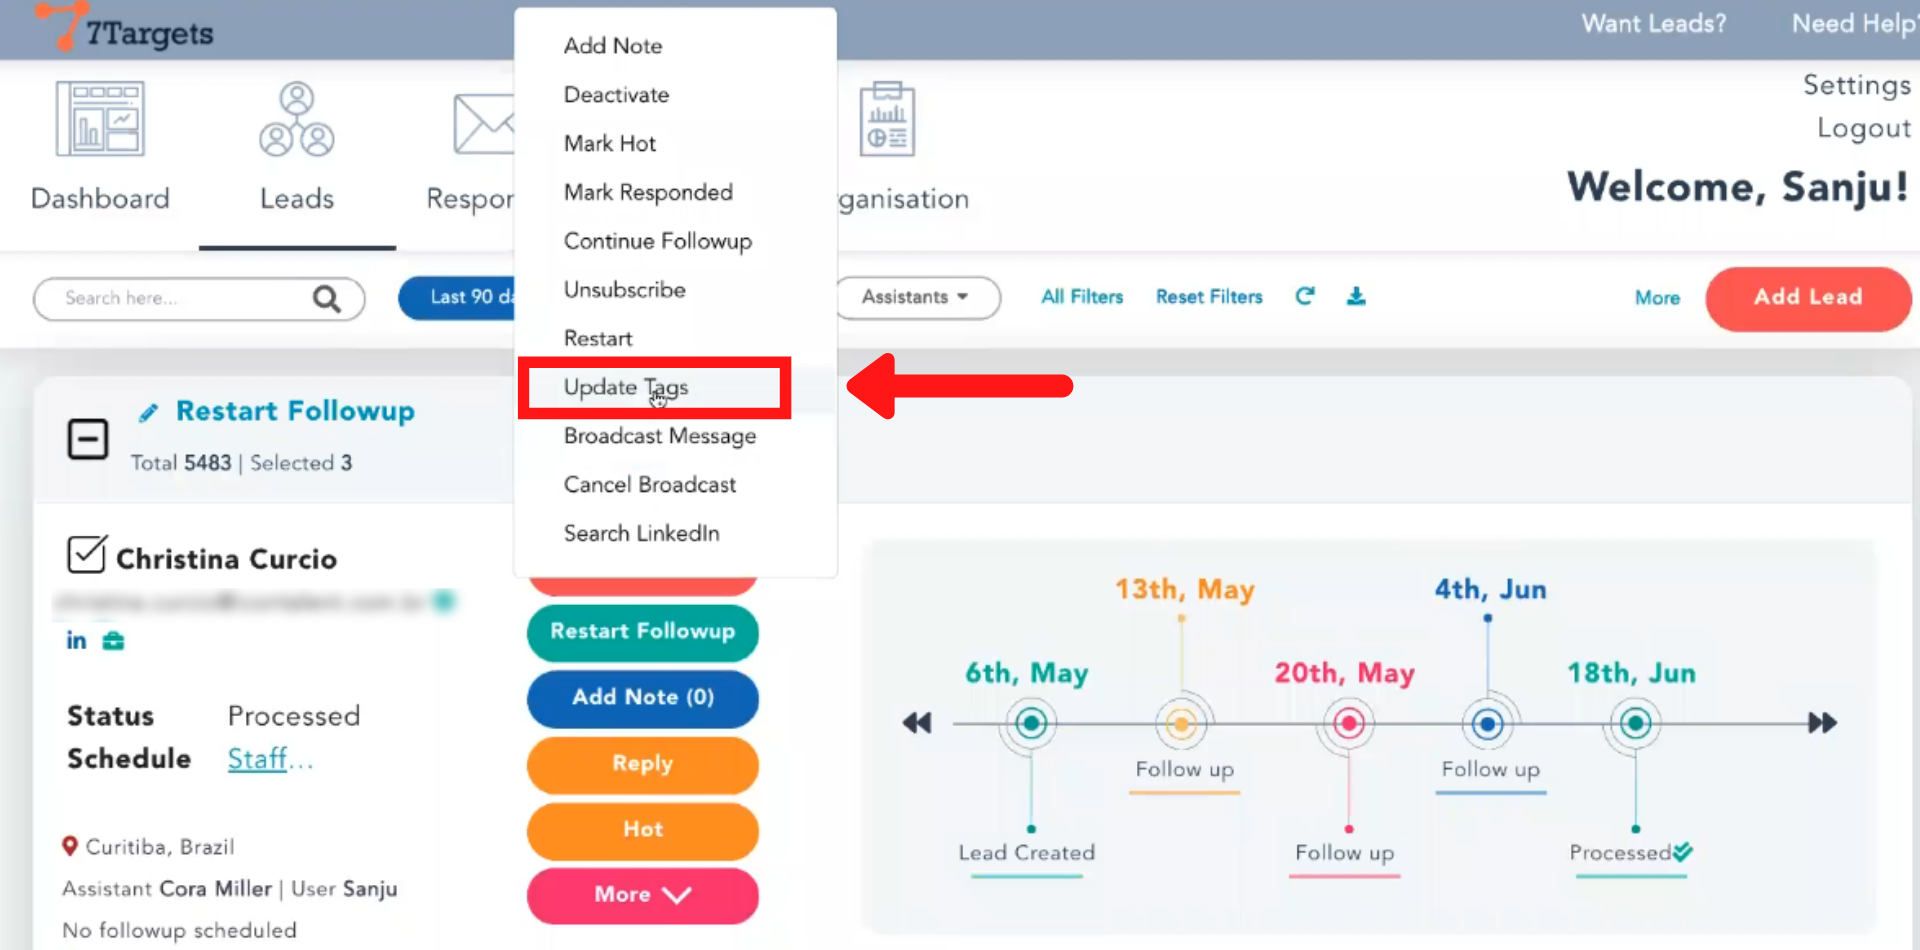 7Targets
Want Leads?
Need Help?
Settings
Logout
Welcome, Sanju!
Dashboard
Leads
Respon
ganisation
Search here...
Last 90 da
Assistants
All Filters
Reset Filters
More
Add Lead
Add Note
Deactivate
Mark Hot
Mark Responded
Continue Followup
Unsubscribe
Restart
Update Tags
Broadcast Message
Cancel Broadcast
Search LinkedIn
Restart Followup
Total 5483 | Selected 3
Christina Curcio
in
Status Processed
Schedule Staff...
Curitiba, Brazil
Assistant Cora Miller | User Sanju
No followup scheduled
Restart Followup
Add Note (0)
Reply
Hot
More
13th, May
4th, Jun
6th, May
20th, May
18th, Jun
Follow up
Follow up
Lead Created
Follow up
Processed